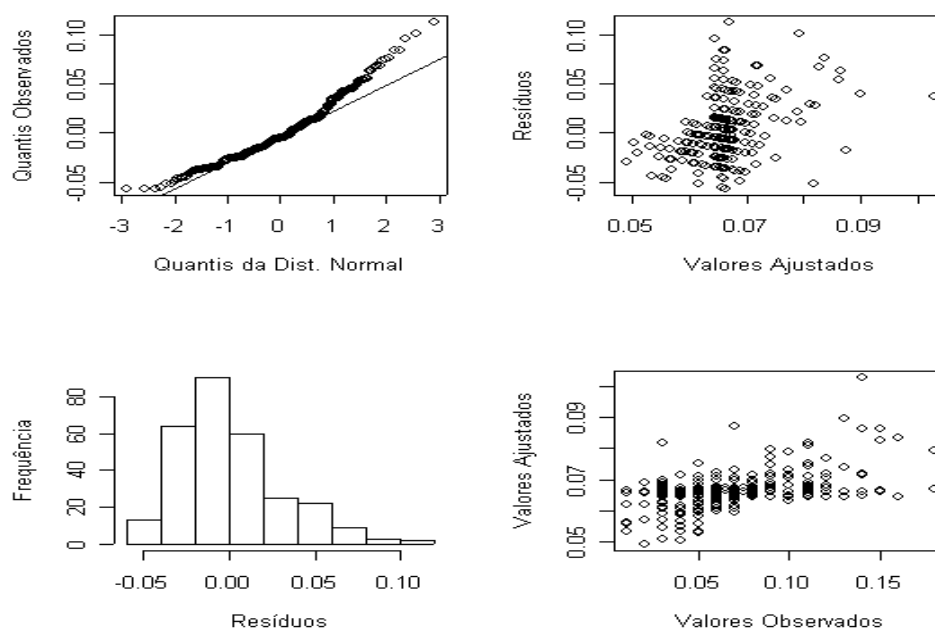 Quantis Observados
-0.05 0.00 0.05 0.10
-3 -2 -1 0 1 2 3
Quantis da Dist. Normal
Resíduos
-0.05 0.00 0.05 0.10
0.05 0.07 0.09
Valores Ajustados
Frequência
0 20 40 60 80
-0.05 0.00 0.05 0.10
Resíduos
Valores Ajustados
0.05 0.07 0.09
0.05 0.10 0.15
Valores Observados